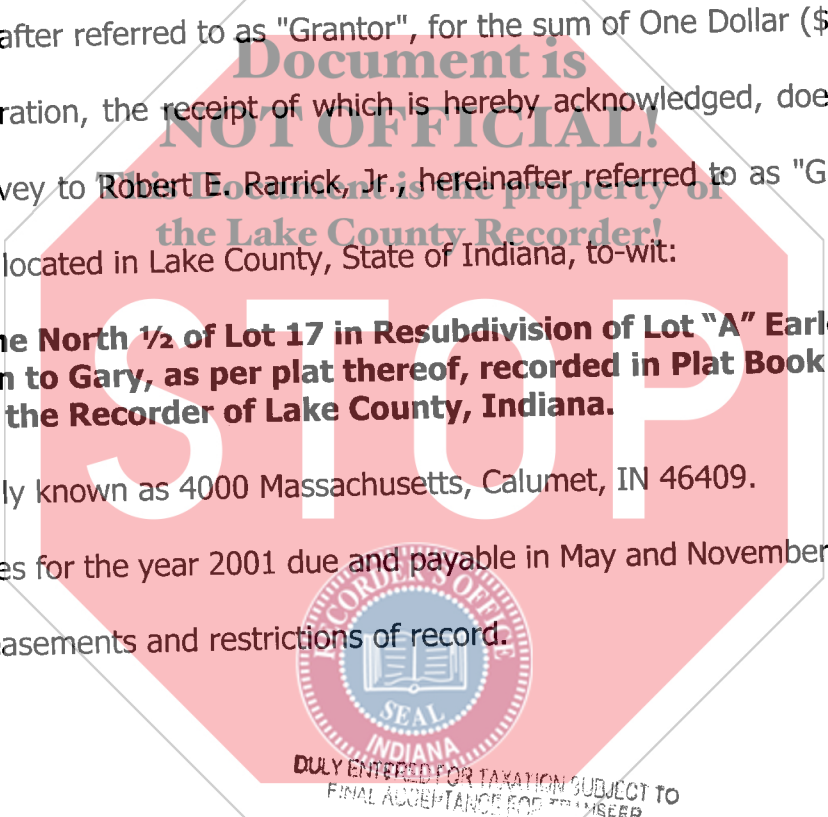 after referred to as "Grantor", for the sum of One Dollar ($
Document is
ration, the receipt of which is hereby acknowledged, doe
NOT OFFICIAL!
vey to Robert E. Rarrick, Jr., hereinafter referred to as "G
This Document is the property of
the Lake County Recorder!
located in Lake County, State of Indiana, to-wit:
ne North ½ of Lot 17 in Resubdivision of Lot "A" Earl
n to Gary, as per plat thereof, recorded in Plat Book
the Recorder of Lake County, Indiana.
STOP
ly known as 4000 Massachusetts, Calumet, IN 46409.
es for the year 2001 due and payable in May and November
RECORDER'S OFFICE
asements and restrictions of record.
SEAL
INDIANA
DULY ENTERED FOR TAXATION SUBJECT TO
FINAL ACCEPTANCE FOR TRANSFER